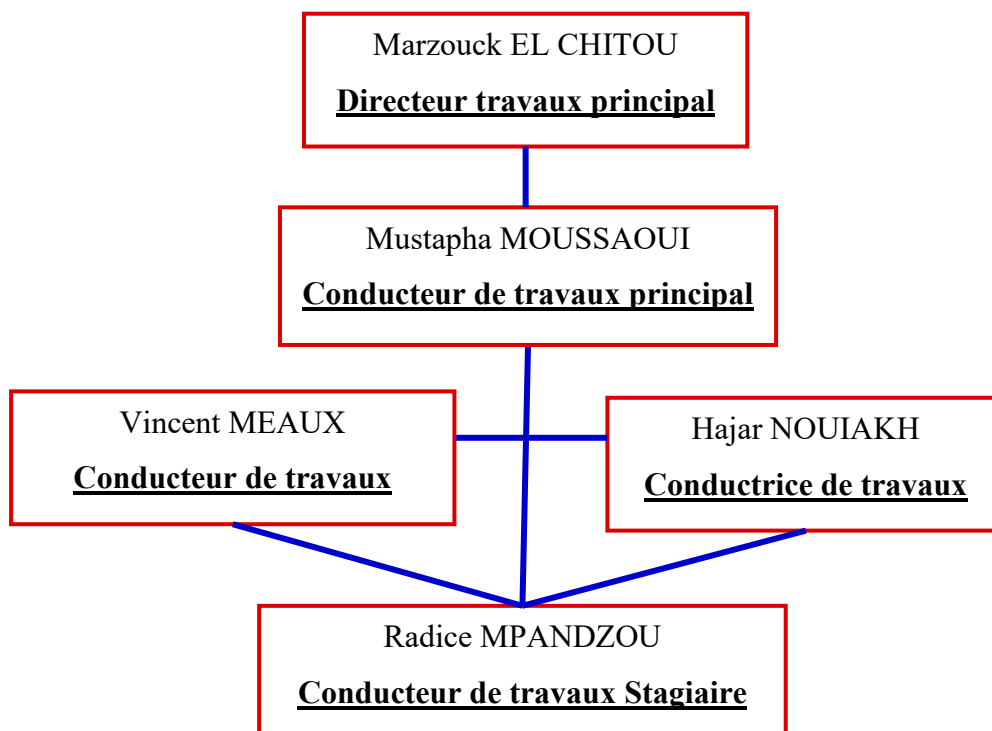 Marzouck EL CHITOU
Directeur travaux principal
Mustapha MOUSSAOUI
Conducteur de travaux principal
Vincent MEAUX
Conducteur de travaux
Hajar NOUIAKH
Conductrice de travaux
Radice MPANDZOU
Conducteur de travaux Stagiaire